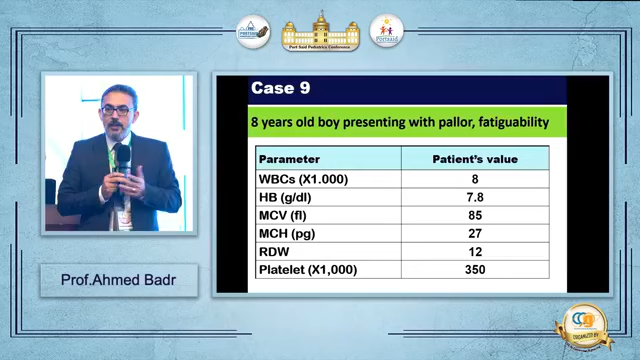 Port Said Pediatrics Conference
Case 9
8 years old boy presenting with pallor, fatiguability
Parameter Patient's value
WBCs (X1.000) 8
HB (g/dl) 7.8
MCV (fl) 85
MCH (pg) 27
RDW 12
Platelet (X1,000) 350
Prof.Ahmed Badr
ORGANIZED BY